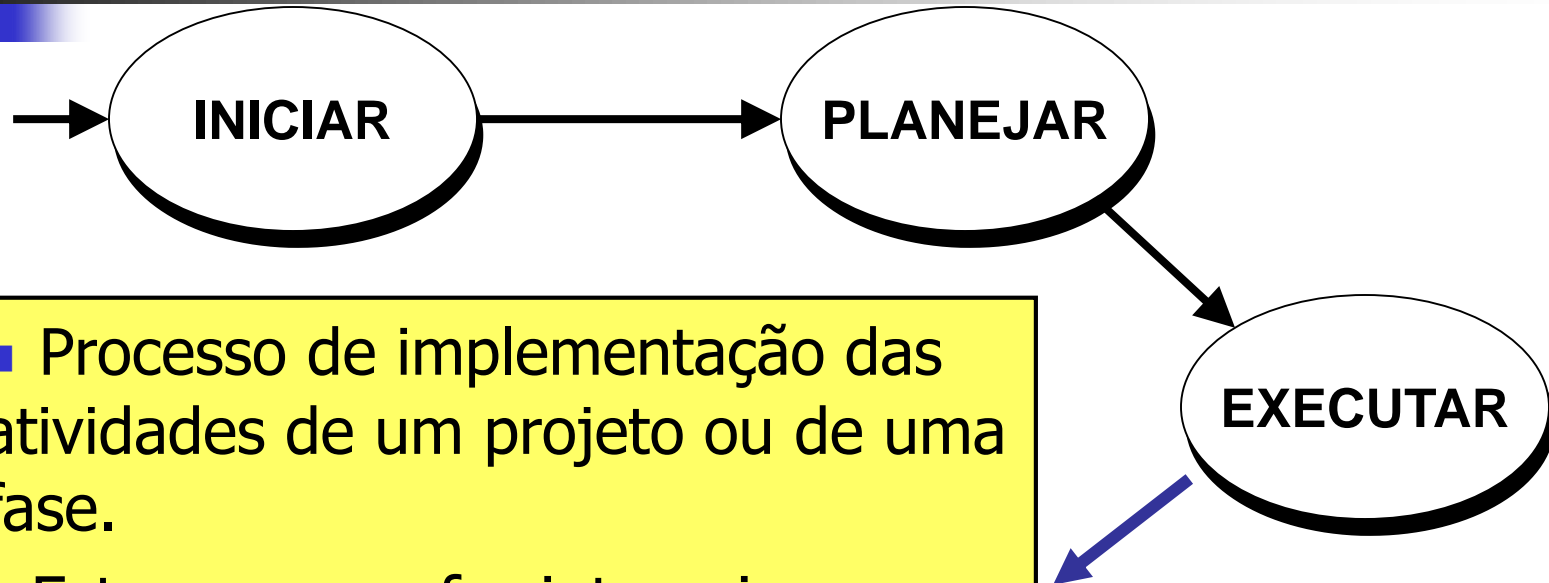 INICIAR
PLANEJAR
EXECUTAR
Processo de implementação das
atividades de um projeto ou de uma
fase.